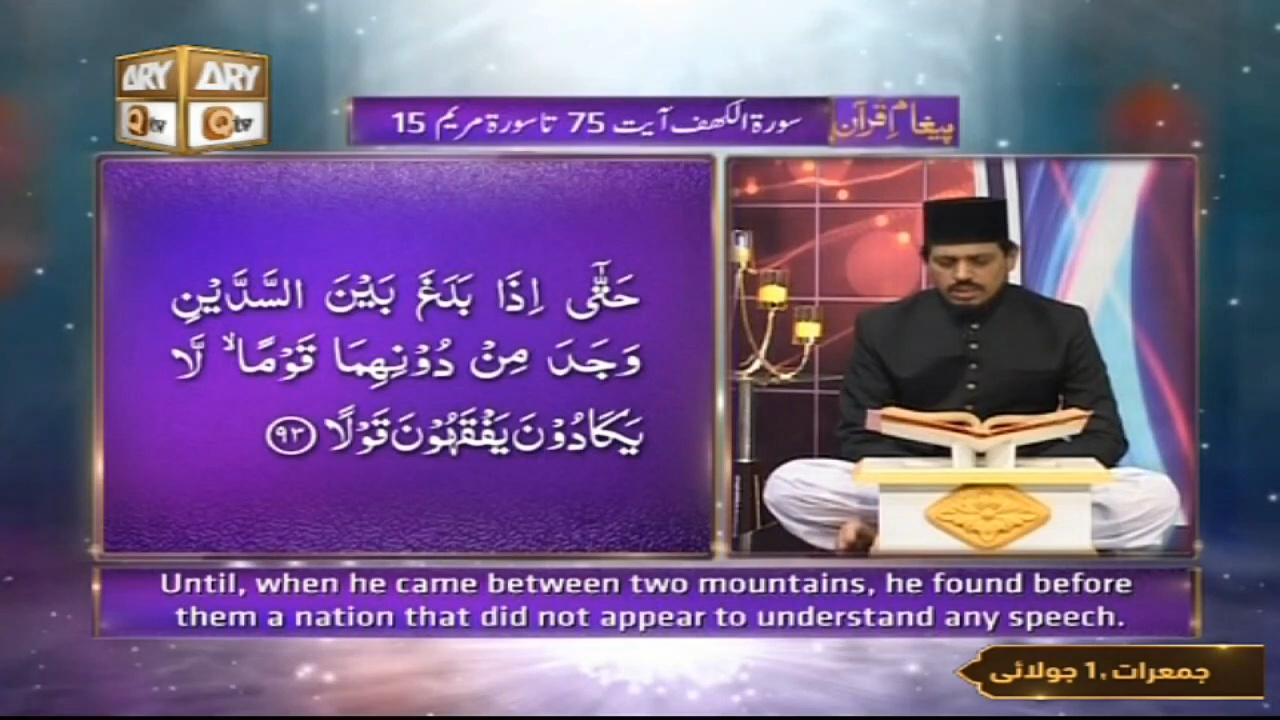 ARY ARY
Qtv Qtv
پیغامِ قرآن
سورۃ الکھف آیت 75 تا سورۃ مریم 15
حَتّٰۤى اِذَا بَلَغَ بَيْنَ السَّدَّيْنِ
وَجَدَ مِنْ دُوْنِهِمَا قَوْمًا ۙ لَّا
يَكَادُوْنَ يَفْقَهُوْنَ قَوْلًا ٩٣
Until, when he came between two mountains, he found before
them a nation that did not appear to understand any speech.
جمعرات، 1 جولائی